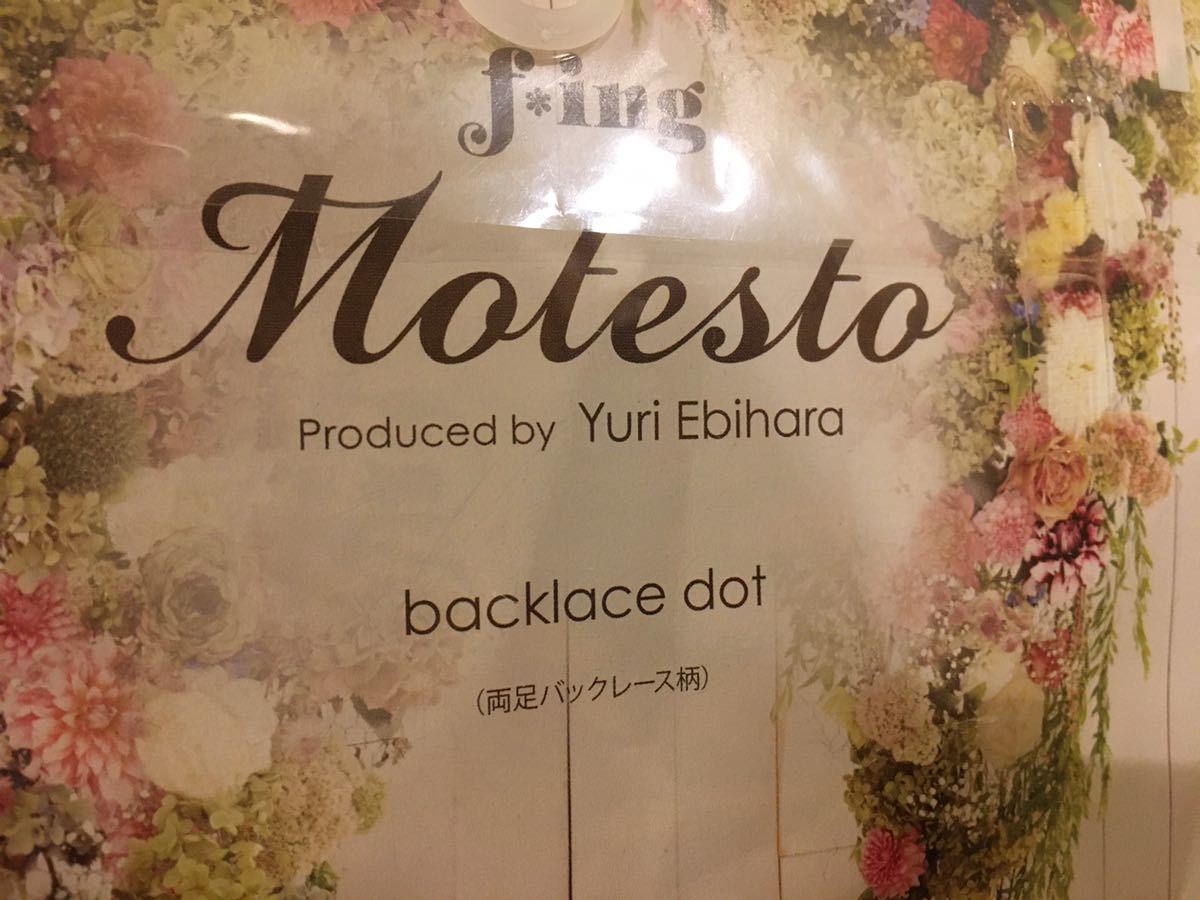 f*ing
Motesto
Produced by Yuri Ebihara
backlace dot
(両足バックレース柄)